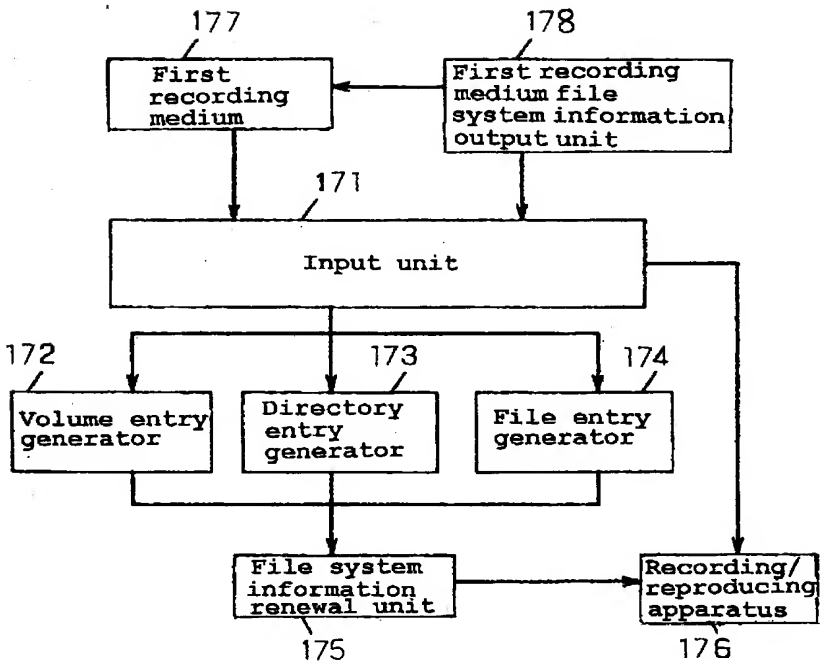 177
178
First
recording
medium
First recording
medium file
system information
output unit
171
Input unit
172
173
174
Volume entry
generator
Directory
entry
generator
File entry
generator
File system
information
renewal unit
Recording/
reproducing
apparatus
175
176